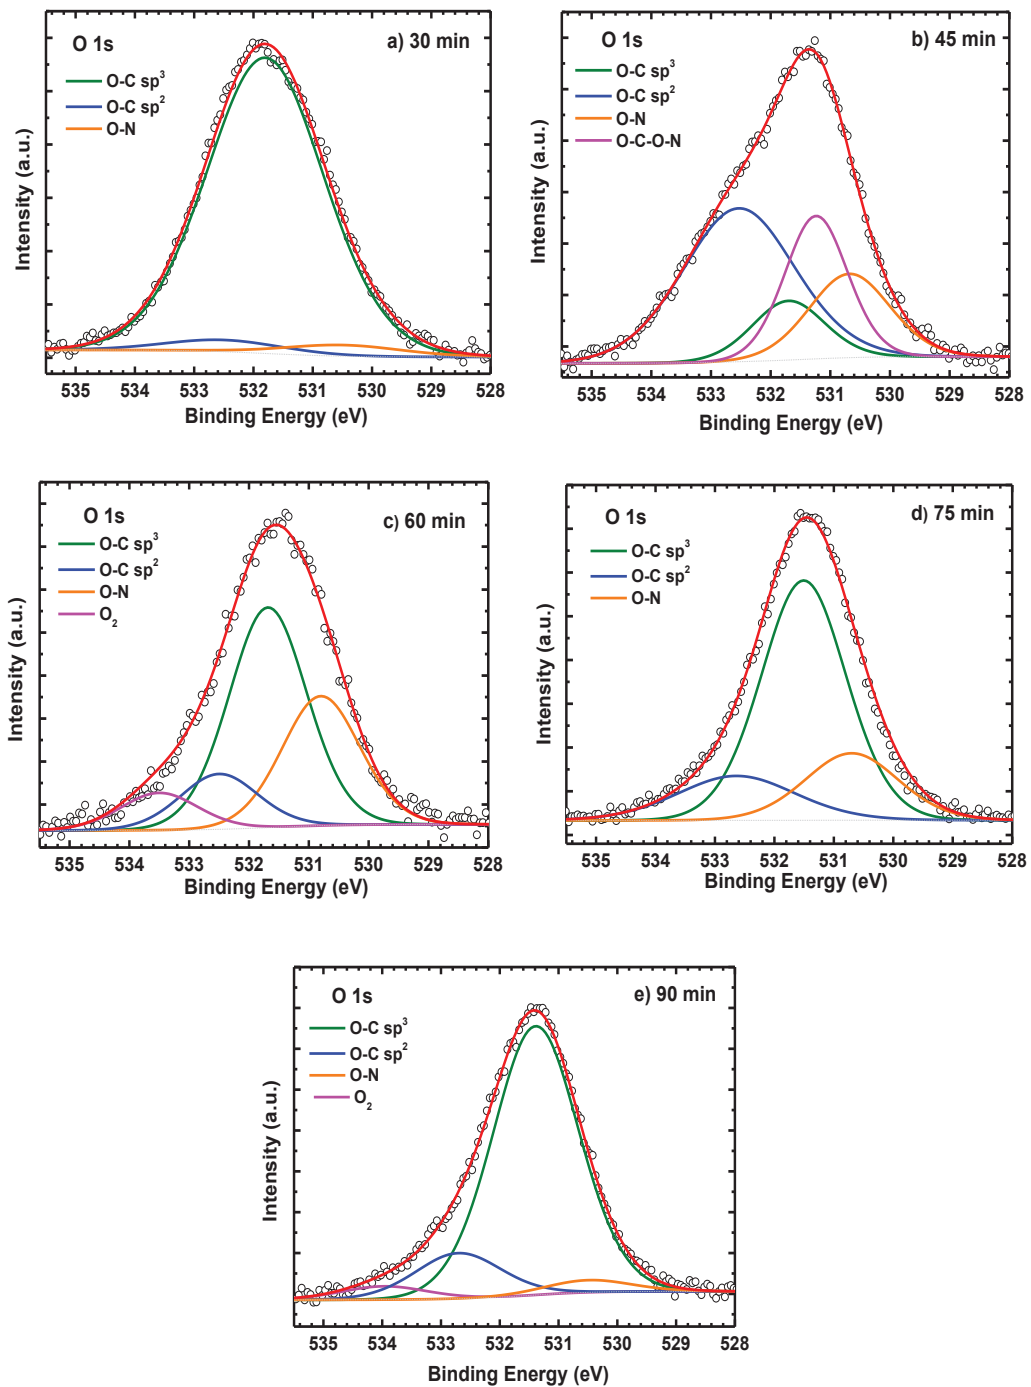 O 1s
a) 30 min
O-C sp³
O-C sp²
O-N
Intensity (a.u.)
535 534 533 532 531 530 529 528
Binding Energy (eV)
O 1s
b) 45 min
O-C sp³
O-C sp²
O-N
O-C-O-N
Intensity (a.u.)
535 534 533 532 531 530 529 528
Binding Energy (eV)
O 1s
c) 60 min
O-C sp³
O-C sp²
O-N
O₂
Intensity (a.u.)
535 534 533 532 531 530 529 528
Binding Energy (eV)
O 1s
d) 75 min
O-C sp³
O-C sp²
O-N
Intensity (a.u.)
535 534 533 532 531 530 529 528
Binding Energy (eV)
O 1s
e) 90 min
O-C sp³
O-C sp²
O-N
O₂
Intensity (a.u.)
535 534 533 532 531 530 529 528
Binding Energy (eV)